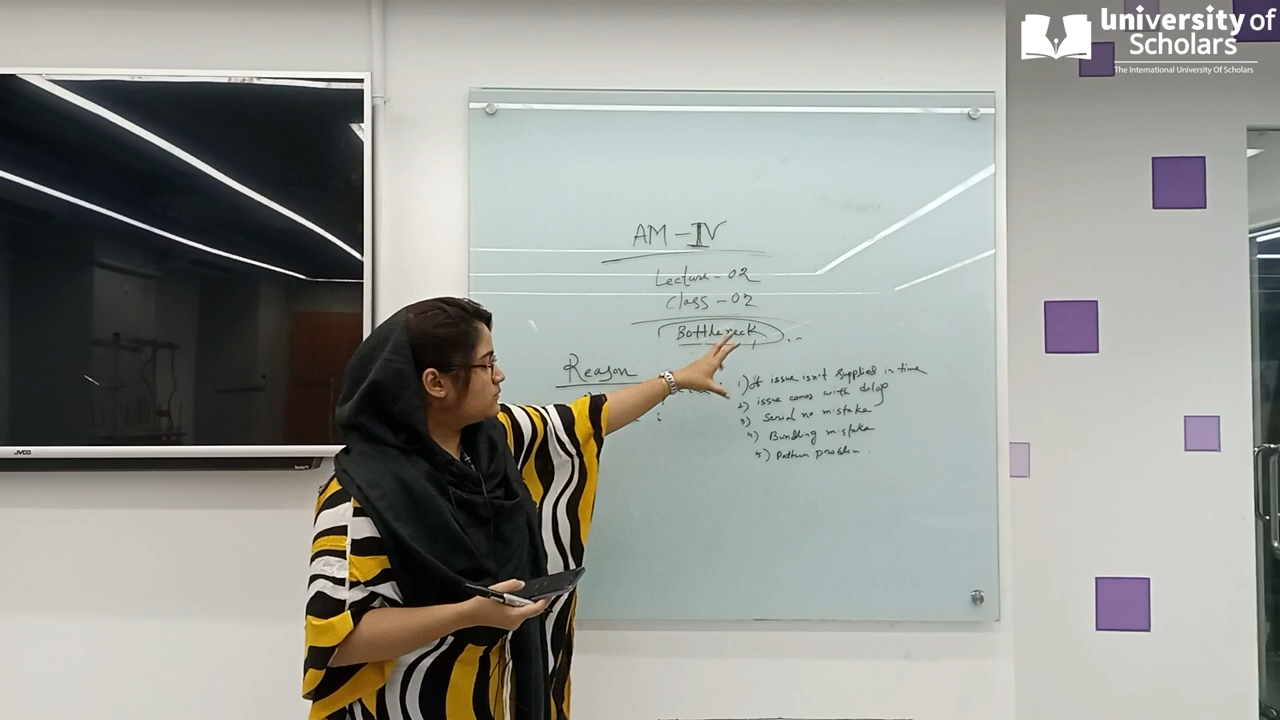 University of
Scholars
The International University Of Scholars
AM-IV
Lecture-02
Class-02
Bottleneck
Reason
1) If issue isn't supplied in time
2) issue comes with delay
3) Serial no mistake
4) Bundling mistake
5) Pattern problem.
JVCO